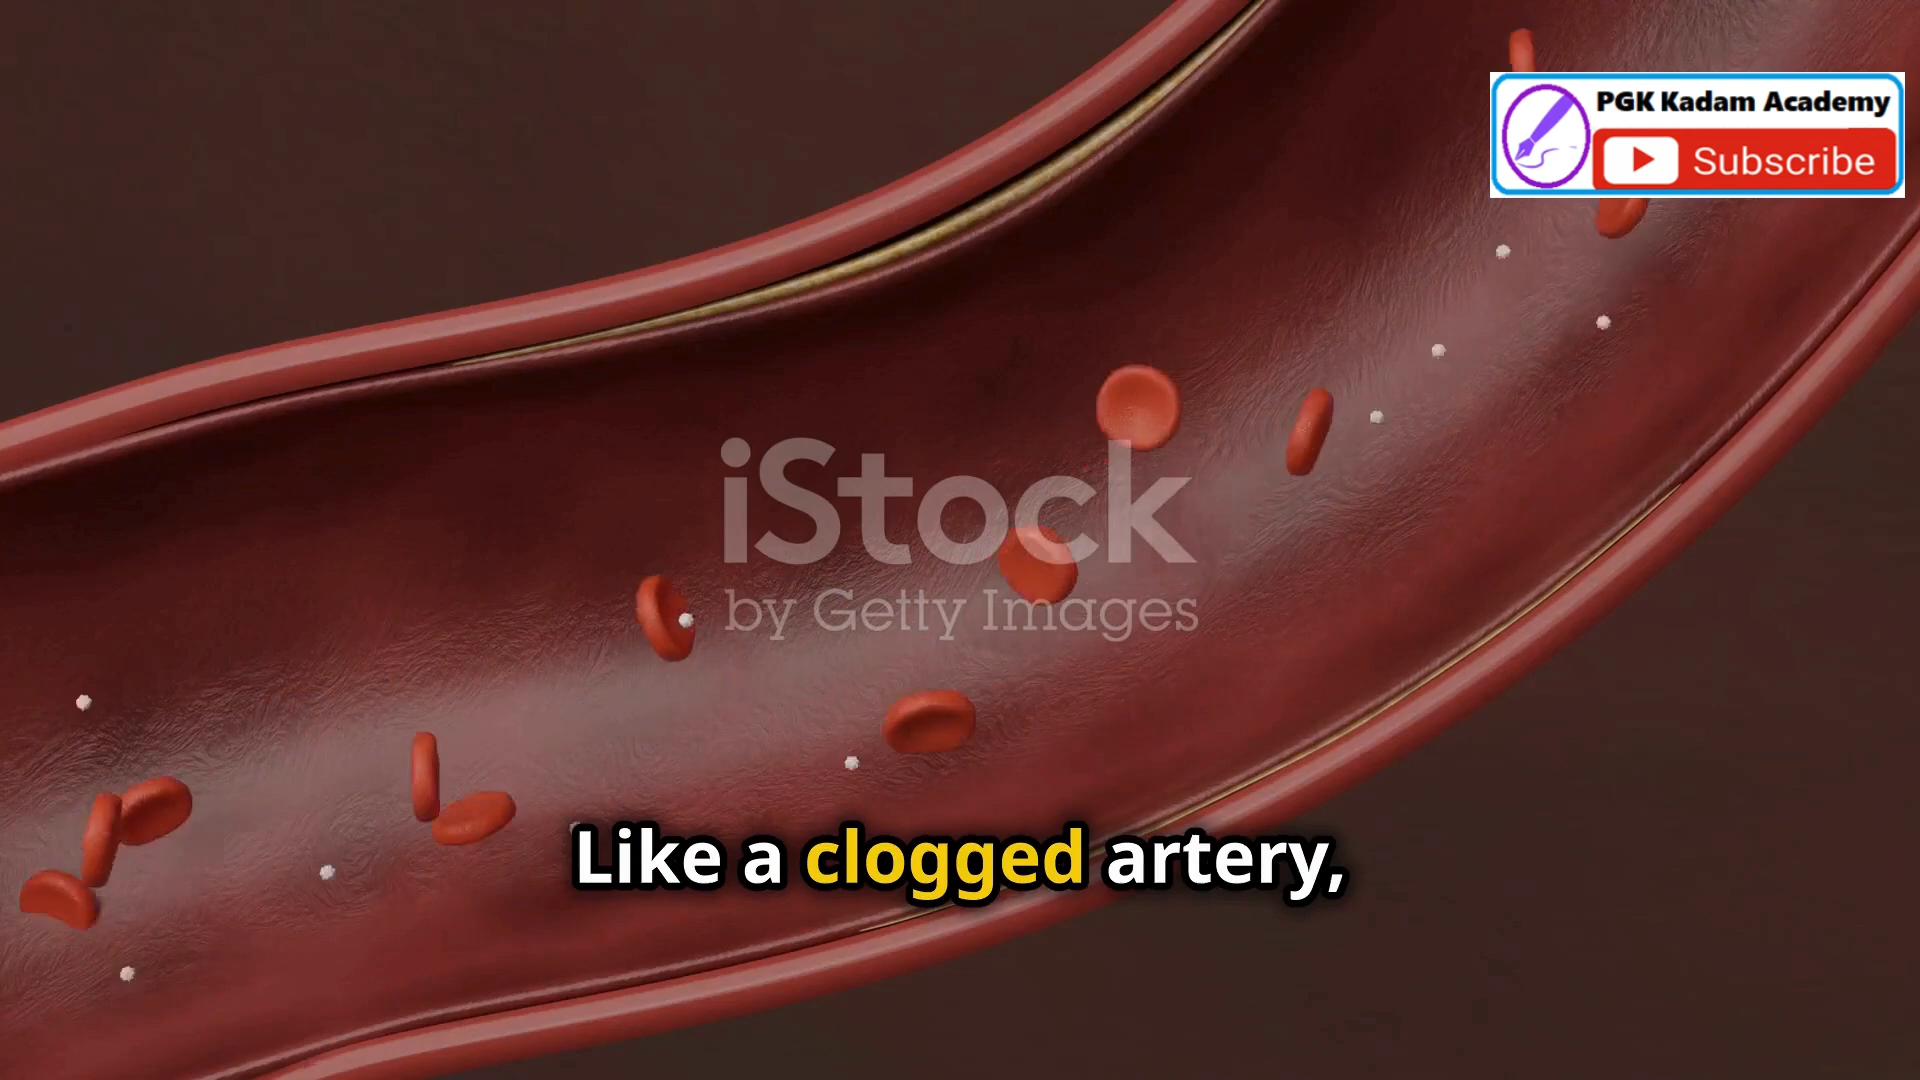 PGK Kadam Academy
Subscribe
iStock
by Getty Images
Like a clogged artery,